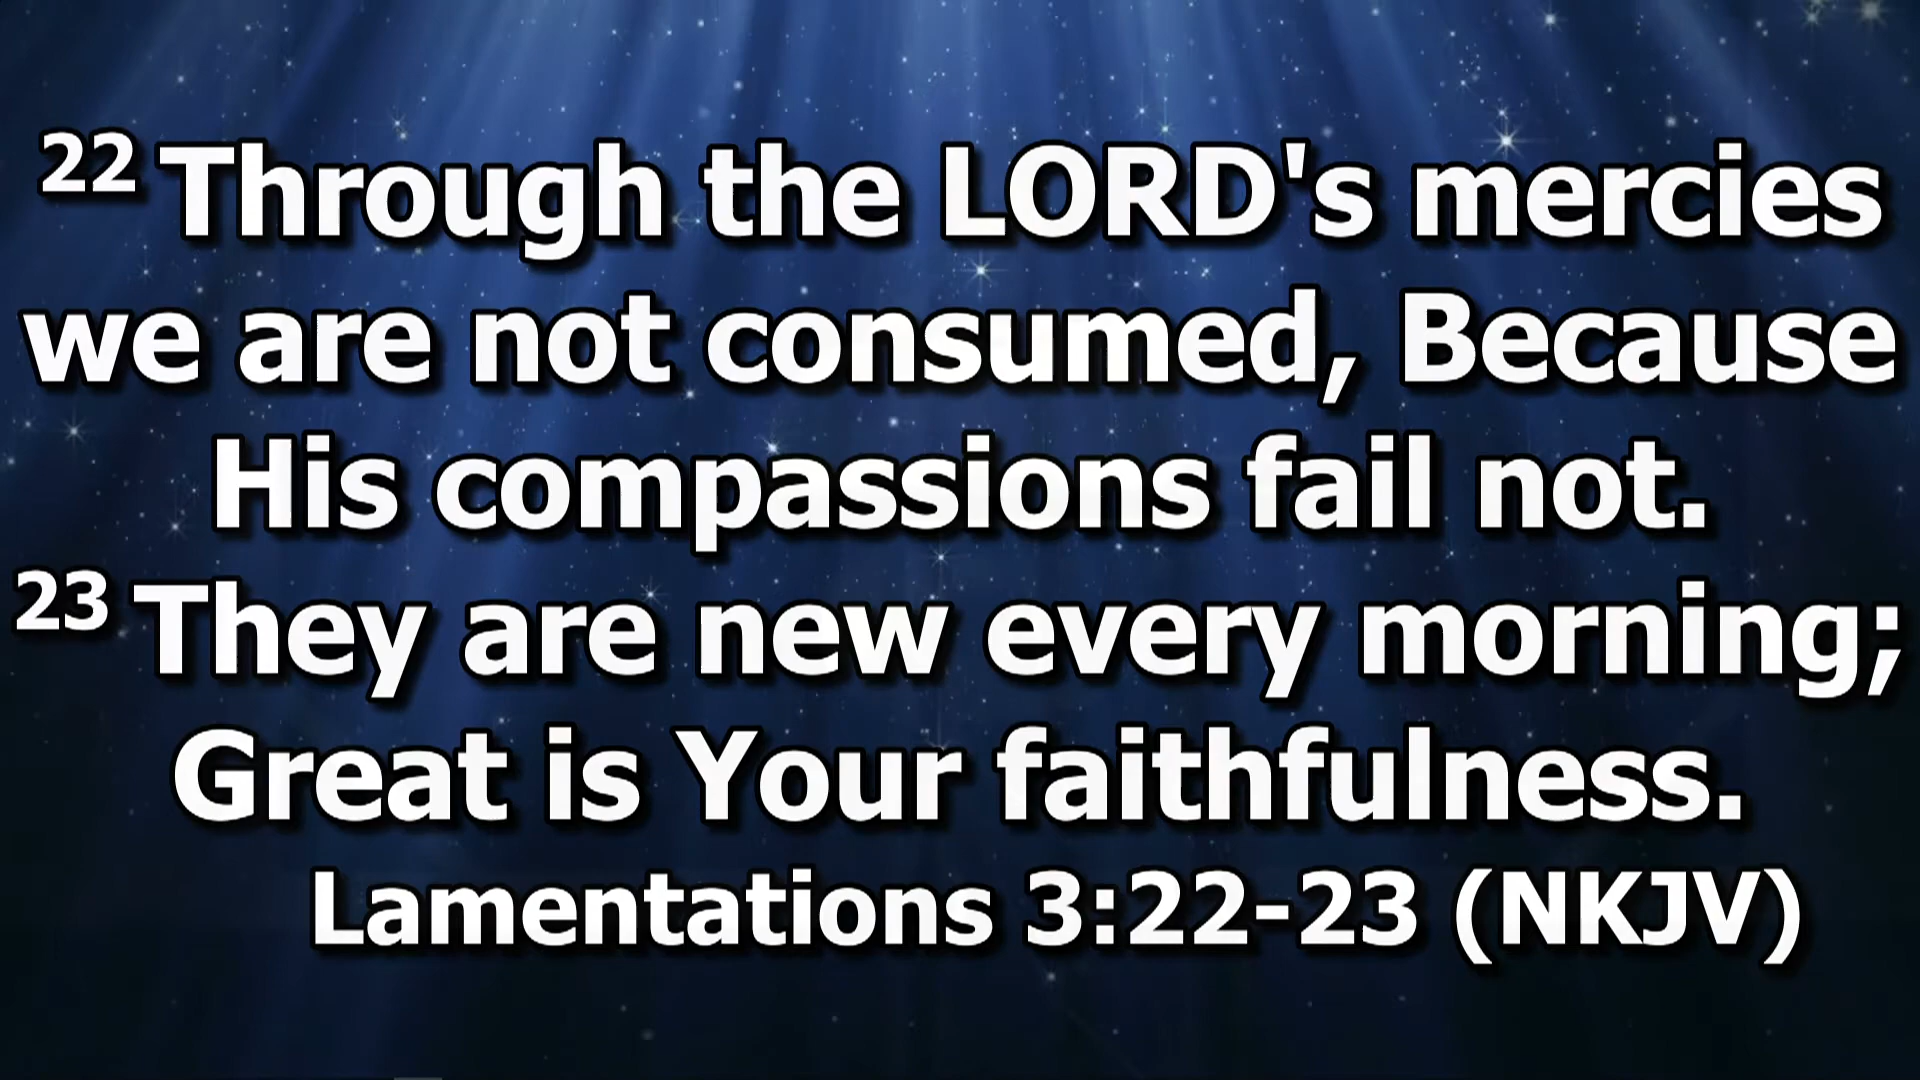 22 Through the LORD's mercies
we are not consumed, Because
His compassions fail not.
23 They are new every morning;
Great is Your faithfulness.
Lamentations 3:22-23 (NKJV)